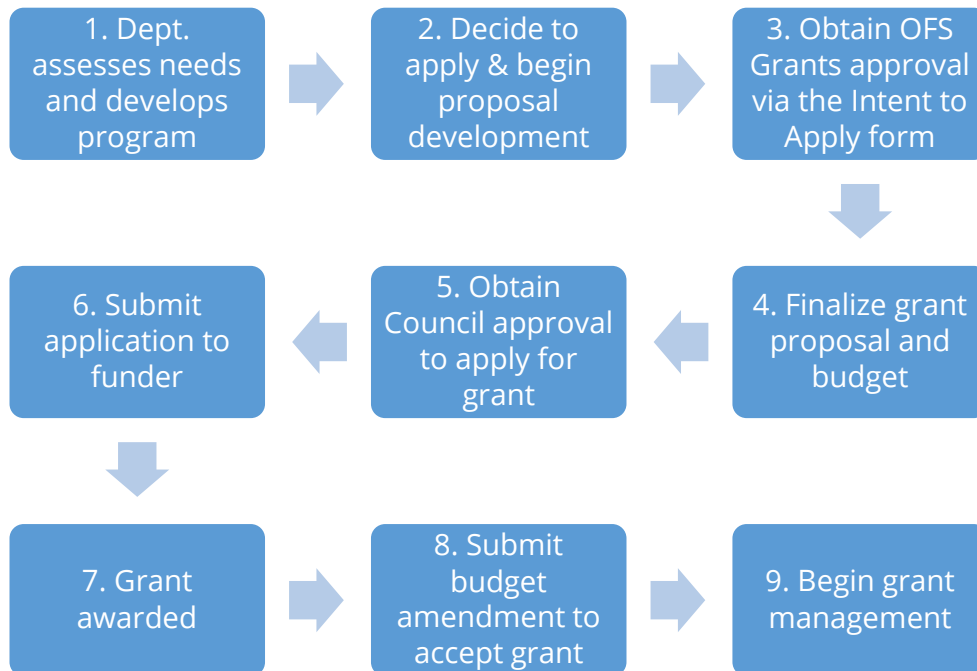 1. Dept.
assesses needs
and develops
program
2. Decide to
apply & begin
proposal
development
3. Obtain OFS
Grants approval
via the Intent to
Apply form
4. Finalize grant
proposal and
budget
5. Obtain
Council approval
to apply for
grant
6. Submit
application to
funder
7. Grant
awarded
8. Submit
budget
amendment to
accept grant
9. Begin grant
management